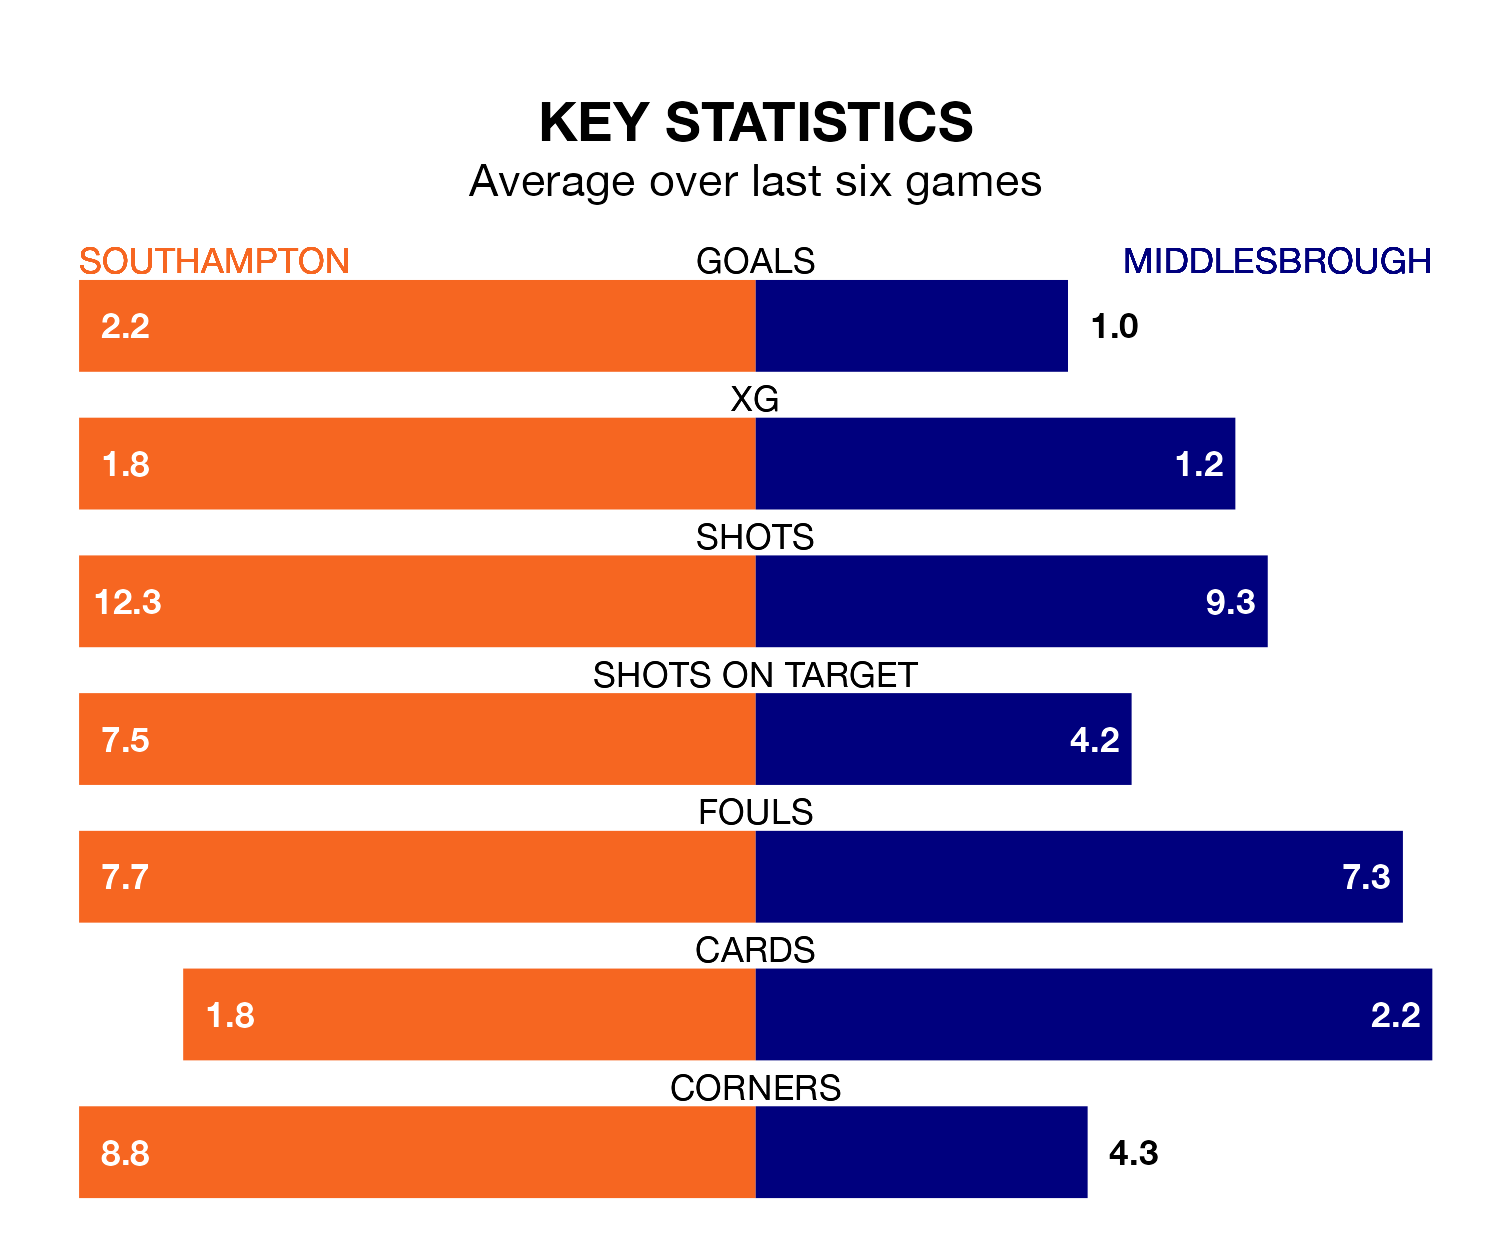 KEY STATISTICS
Average over last six games
SOUTHAMPTON GOALS MIDDLESBROUGH
2.2 1.0
XG
1.8 1.2
SHOTS
12.3 9.3
SHOTS ON TARGET
7.5 4.2
FOULS
7.7 7.3
CARDS
1.8 2.2
CORNERS
8.8 4.3